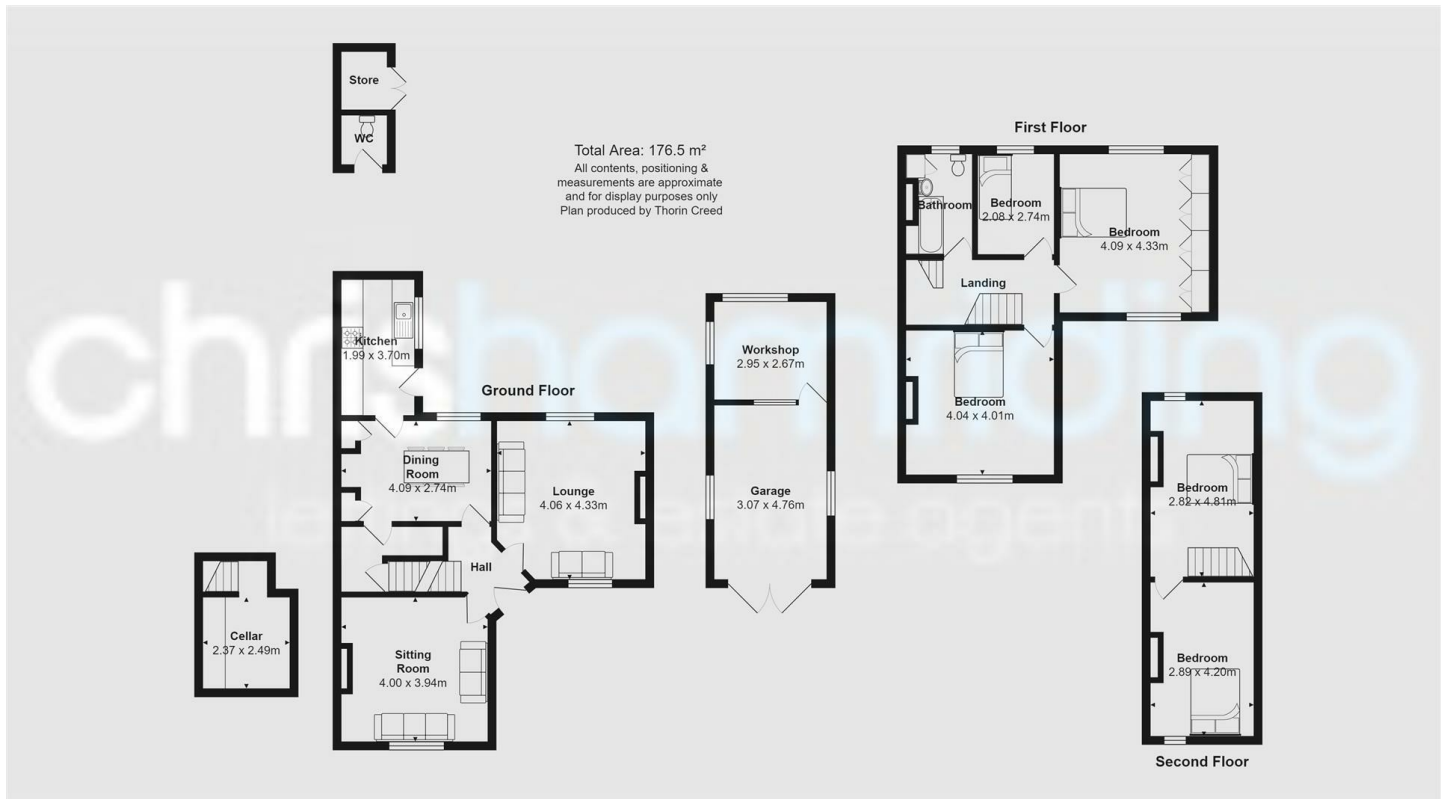 Store
WC
Total Area: 176.5 m²
All contents, positioning &
measurements are approximate
and for display purposes only
Plan produced by Thorin Creed
First Floor
Bathroom
Bedroom
2.08 x 2.74m
Bedroom
4.09 x 4.33m
Landing
Bedroom
4.04 x 4.01m
Kitchen
1.99 x 3.70m
Ground Floor
Dining
Room
4.09 x 2.74m
Lounge
4.06 x 4.33m
Hall
Sitting
Room
4.00 x 3.94m
Cellar
2.37 x 2.49m
Workshop
2.95 x 2.67m
Garage
3.07 x 4.76m
Bedroom
2.82 x 4.81m
Bedroom
2.89 x 4.20m
Second Floor
chrishamriding
lettings & estate agents